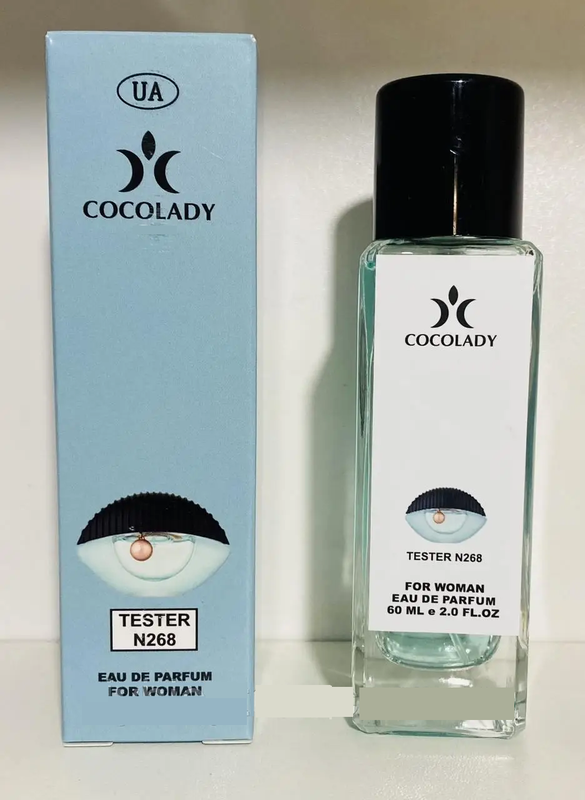 UA
COCOLADY
TESTER
N268
EAU DE PARFUM
FOR WOMAN
COCOLADY
TESTER N268
FOR WOMAN
EAU DE PARFUM
60 ML e 2.0 FL.OZ